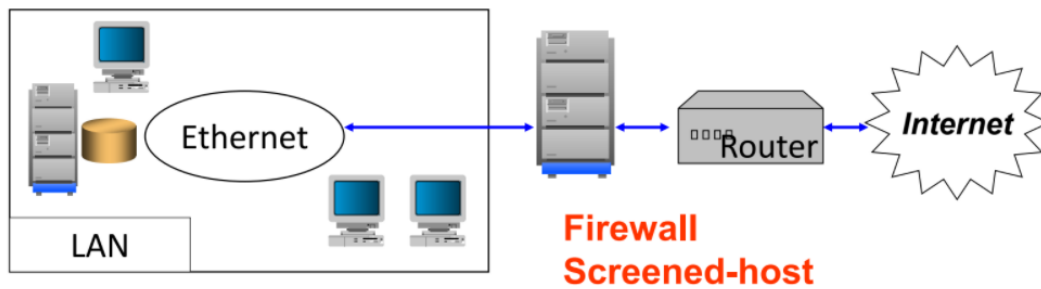 Ethernet
Router
Internet
LAN
Firewall
Screened-host